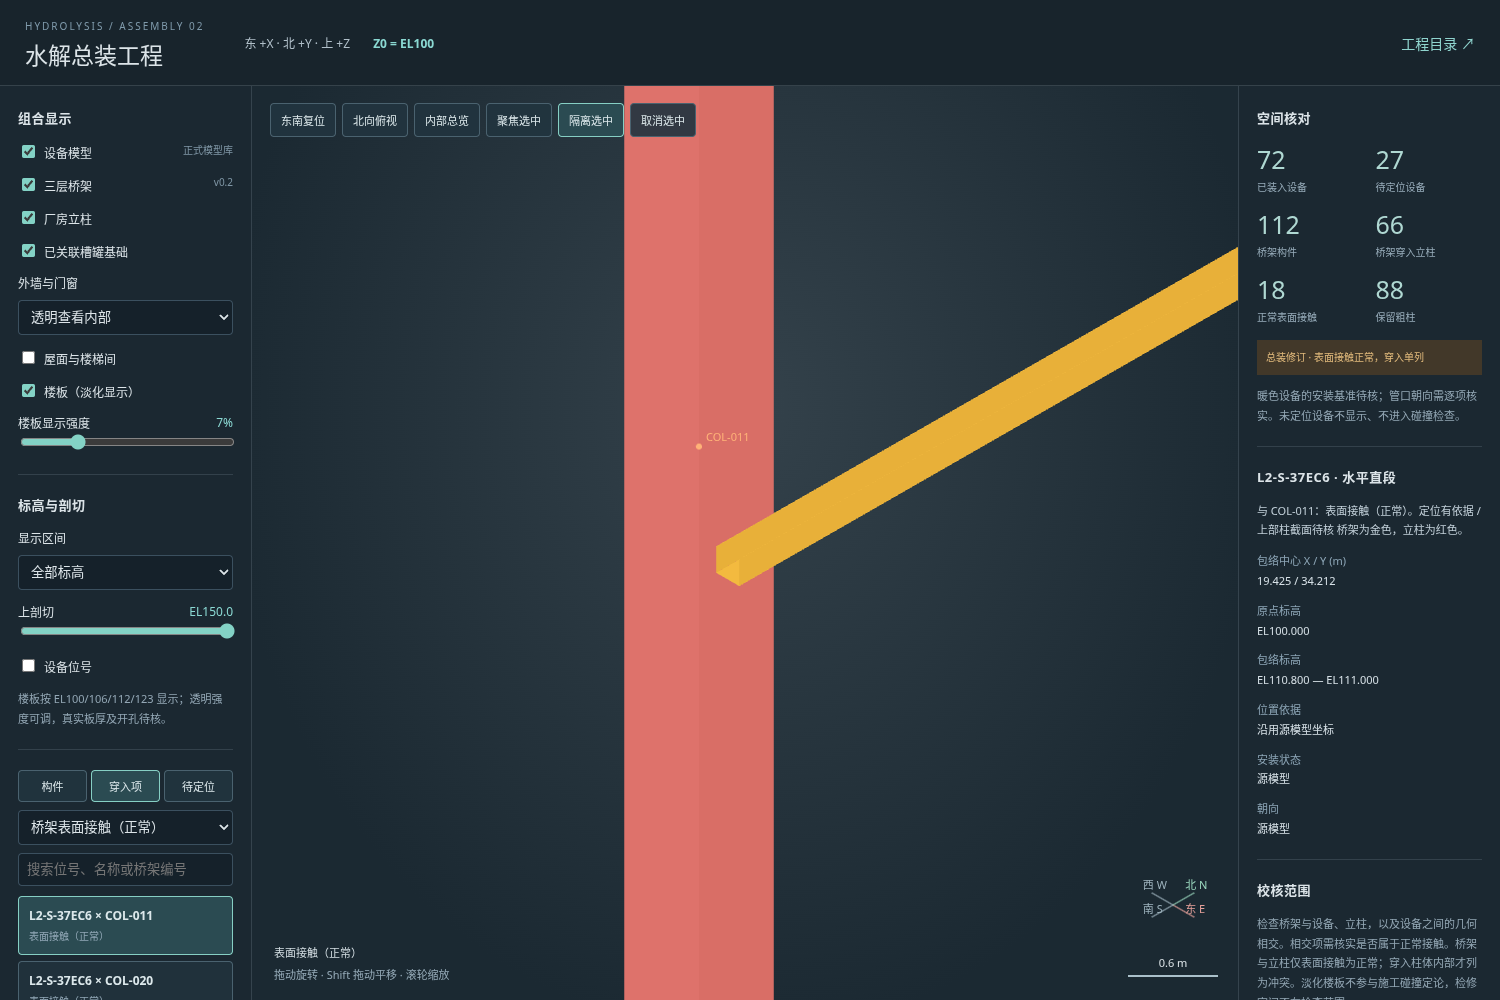 HYDROLYSIS / ASSEMBLY 02
水解总装工程
东 +X · 北 +Y · 上 +Z
Z0 = EL100
工程目录 ↗
组合显示
设备模型
正式模型库
三层桥架
v0.2
厂房立柱
已关联槽罐基础
外墙与门窗
透明查看内部
屋面与楼梯间
楼板（淡化显示）
楼板显示强度
7%
标高与剖切
显示区间
全部标高
上剖切
EL150.0
设备位号
楼板按 EL100/106/112/123 显示；透明强
度可调，真实板厚及开孔待核。
构件
穿入项
待定位
桥架表面接触（正常）
搜索位号、名称或桥架编号
L2-S-37EC6 × COL-011
表面接触（正常）
L2-S-37EC6 × COL-020
东南复位
北向俯视
内部总览
聚焦选中
隔离选中
取消选中
COL-011
表面接触（正常）
拖动旋转 · Shift 拖动平移 · 滚轮缩放
西 W
北 N
南 S
东 E
0.6 m
空间核对
72
27
已装入设备
待定位设备
112
66
桥架构件
桥架穿入立柱
18
88
正常表面接触
保留粗柱
总装修订 · 表面接触正常，穿入单列
暖色设备的安装基准待核；管口朝向需逐项核
实。未定位设备不显示、不进入碰撞检查。
L2-S-37EC6 · 水平直段
与 COL-011：表面接触（正常）。定位有依据 /
上部柱截面待核 桥架为金色，立柱为红色。
包络中心 X / Y (m)
19.425 / 34.212
原点标高
EL100.000
包络标高
EL110.800 — EL111.000
位置依据
沿用源模型坐标
安装状态
源模型
朝向
源模型
校核范围
检查桥架与设备、立柱，以及设备之间的几何
相交。相交项需核实是否属于正常接触。桥架
与立柱仅表面接触为正常；穿入柱体内部才列
为冲突。淡化楼板不参与施工碰撞定论，检修